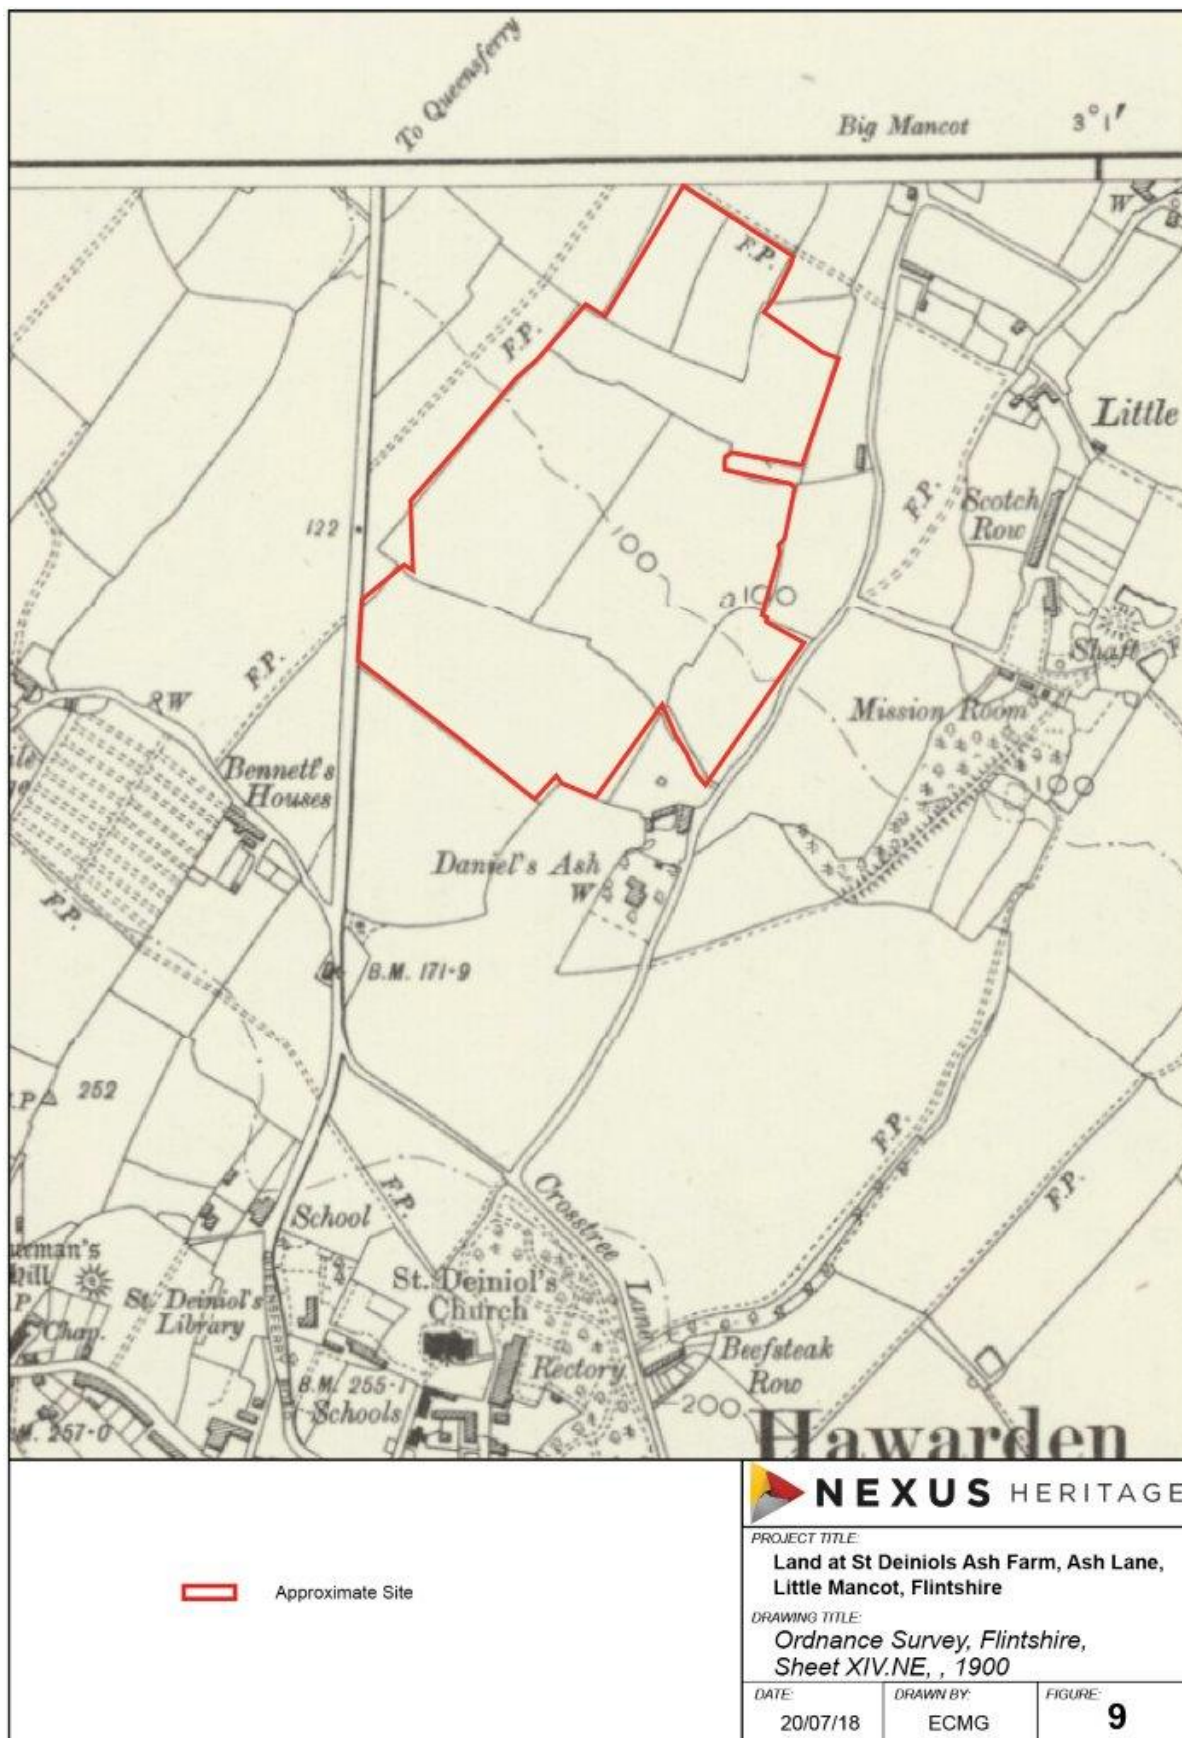 To Queensferry
Big Mancot
3° 1'
W
F.P.
F.P.
Little
122
F.P.
Scotch
Row
100
100
Shaft
F.P.
W
Mission Room
Bennett's
Houses
100
Daniel's Ash
W
F.P.
B.M. 171·9
252
F.P.
F.P.
F.P.
School
Crosstree
Lane
St. Deiniol's
Church
St. Deiniol's
Library
Chap.
Rectory
Beefsteak
Row
B.M. 255·1
Schools
200
257·0
Hawarden
NEXUS HERITAGE
PROJECT TITLE:
Land at St Deiniols Ash Farm, Ash Lane,
Little Mancot, Flintshire
Approximate Site
DRAWING TITLE:
Ordnance Survey, Flintshire,
Sheet XIV.NE, , 1900
DATE:
DRAWN BY:
FIGURE:
20/07/18
ECMG
9